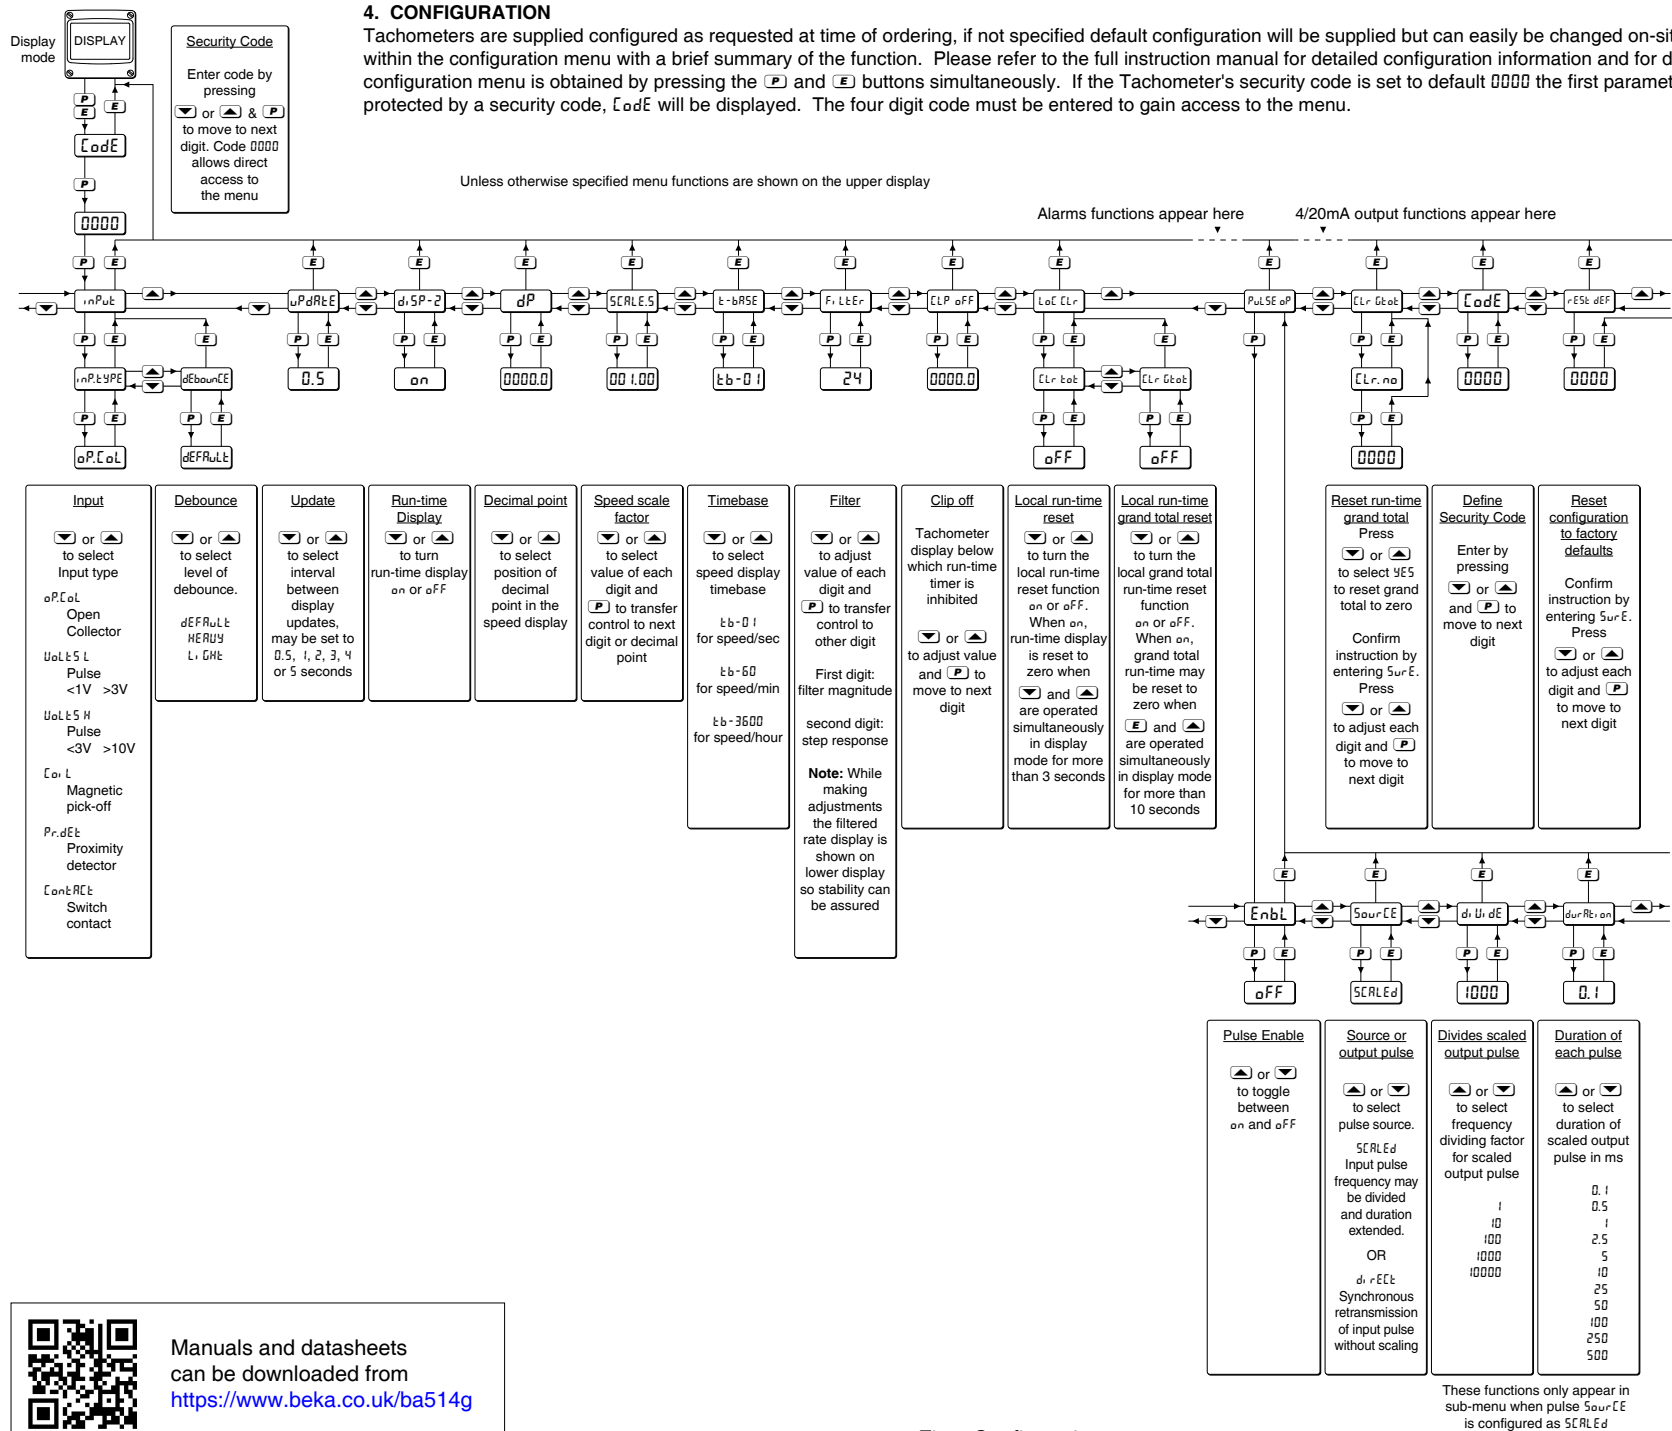 4. CONFIGURATION
Tachometers are supplied configured as requested at time of ordering, if not specified default configuration will be supplied but can easily be changed on-sit
within the configuration menu with a brief summary of the function. Please refer to the full instruction manual for detailed configuration information and for d
configuration menu is obtained by pressing the P and E buttons simultaneously. If the Tachometer's security code is set to default 0000 the first paramet
protected by a security code, CodE will be displayed. The four digit code must be entered to gain access to the menu.
Display
mode
DISPLAY
P
E
E
CodE
P
0000
Security Code
Enter code by
pressing
▼ or ▲ & P
to move to next
digit. Code 0000
allows direct
access to
the menu
Unless otherwise specified menu functions are shown on the upper display
Alarms functions appear here
4/20mA output functions appear here
P E E E E E E E E E E E E E
inPut uPdAtE diSP-2 dP SCALE.S t-bASE FiLtEr CLP oFF LoC CLr PuLSE oP CLr Gtot CodE rESt dEF
P E E P E P E P E P E P E P E P E P E E P P E P E P E
inP.tYPE dEbounCE 0.5 on 0000.0 001.00 tb-01 24 0000.0 CLr tot CLr Gtot CLr.no 0000 0000
P E P E P E P E P E
oP.CoL dEFAuLt oFF oFF 0000
Input
▼ or ▲
to select
Input type
oP.CoL
Open
Collector
VoLtS L
Pulse
<1V >3V
VoLtS H
Pulse
<3V >10V
Coi L
Magnetic
pick-off
Pr.dEt
Proximity
detector
ContACt
Switch
contact
Debounce
▼ or ▲
to select
level of
debounce.
dEFAuLt
HEAVY
LiGHt
Update
▼ or ▲
to select
interval
between
display
updates,
may be set to
0.5, 1, 2, 3, 4
or 5 seconds
Run-time
Display
▼ or ▲
to turn
run-time display
on or oFF
Decimal point
▼ or ▲
to select
position of
decimal
point in the
speed display
Speed scale
factor
▼ or ▲
to select
value of each
digit and
P to transfer
control to next
digit or decimal
point
Timebase
▼ or ▲
to select
speed display
timebase
tb-01
for speed/sec
tb-60
for speed/min
tb-3600
for speed/hour
Filter
▼ or ▲
to adjust
value of each
digit and
P to transfer
control to
other digit
First digit:
filter magnitude
second digit:
step response
Note: While
making
adjustments
the filtered
rate display is
shown on
lower display
so stability can
be assured
Clip off
Tachometer
display below
which run-time
timer is
inhibited
▼ or ▲
to adjust value
and P to
move to next
digit
Local run-time
reset
▼ or ▲
to turn the
local run-time
reset function
on or oFF.
When on,
run-time display
is reset to
zero when
▼ and ▲
are operated
simultaneously
in display
mode for more
than 3 seconds
Local run-time
grand total reset
▼ or ▲
to turn the
local grand total
run-time reset
function
on or oFF.
When on,
grand total
run-time may
be reset to
zero when
E and ▲
are operated
simultaneously
in display mode
for more than
10 seconds
Reset run-time
grand total
Press
▼ or ▲
to select YES
to reset grand
total to zero
Confirm
instruction by
entering SurE.
Press
▼ or ▲
to adjust each
digit and P
to move to
next digit
Define
Security Code
Enter by
pressing
▼ or ▲
and P to
move to next
digit
Reset
configuration
to factory
defaults
Confirm
instruction by
entering SurE.
Press
▼ or ▲
to adjust each
digit and P
to move to
next digit
E E E E
EnbL SourCE diVidE durAtion
P E P E P E P E
oFF SCALEd 1000 0.1
Pulse Enable
▲ or ▼
to toggle
between
on and oFF
Source or
output pulse
▲ or ▼
to select
pulse source.
SCALEd
Input pulse
frequency may
be divided
and duration
extended.
OR
dirECt
Synchronous
retransmission
of input pulse
without scaling
Divides scaled
output pulse
▲ or ▼
to select
frequency
dividing factor
for scaled
output pulse
1
10
100
1000
10000
Duration of
each pulse
▲ or ▼
to select
duration of
scaled output
pulse in ms
0.1
0.5
1
2.5
5
10
25
50
100
250
500
These functions only appear in
sub-menu when pulse SourCE
is configured as SCALEd
Manuals and datasheets
can be downloaded from
https://www.beka.co.uk/ba514g